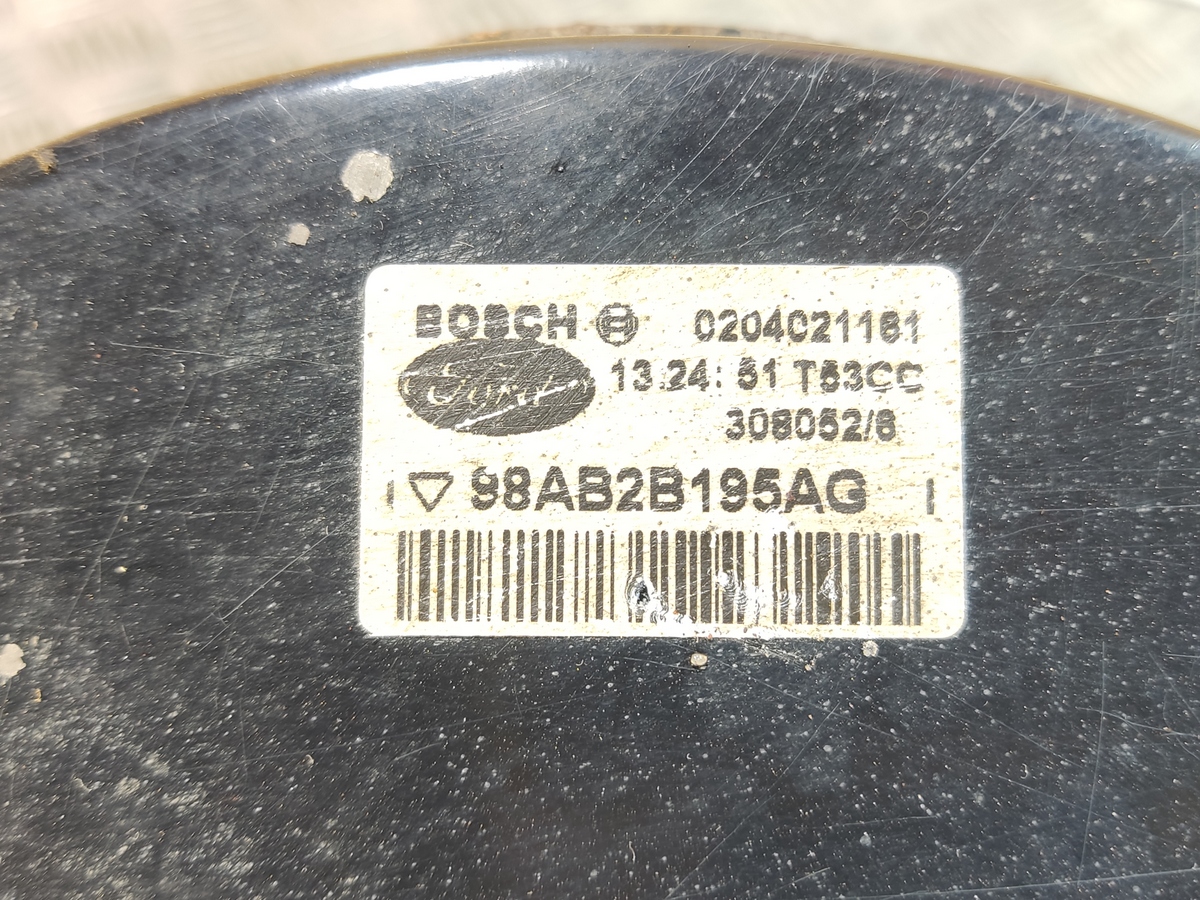 BOSCH 0204021181
Ford 13.24: 51 T53CC
308052/8
98AB2B195AG